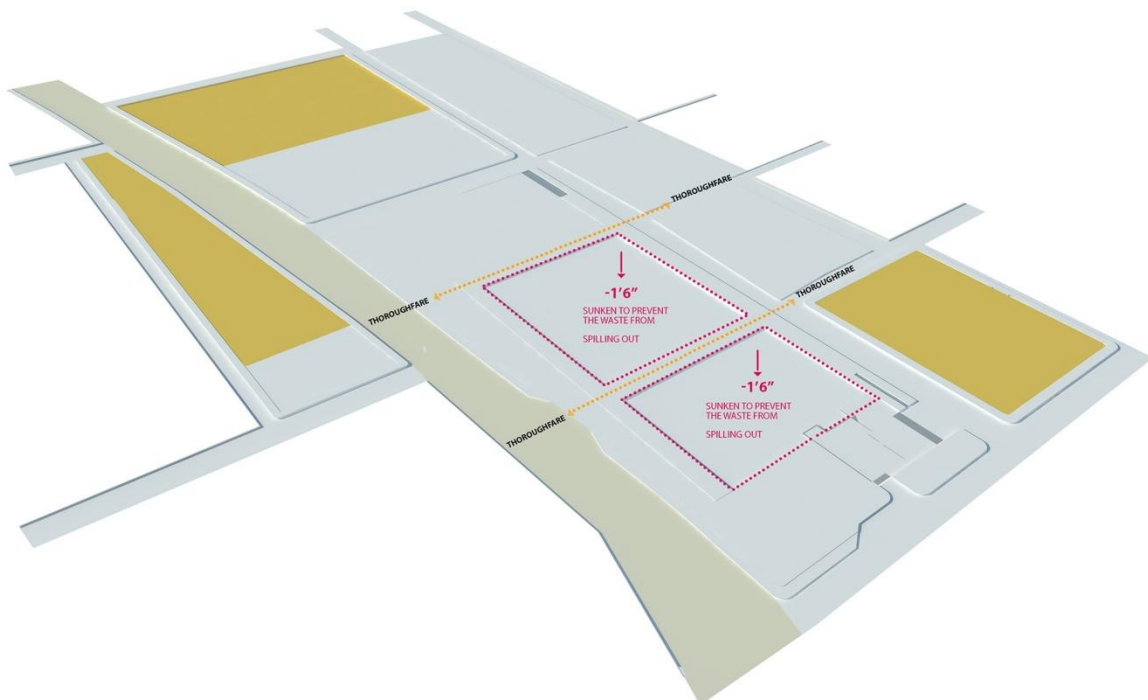 THOROUGHFARE
THOROUGHFARE
-1'6"
SUNKEN TO PREVENT
THE WASTE FROM
SPILLING OUT
THOROUGHFARE
THOROUGHFARE
-1'6"
SUNKEN TO PREVENT
THE WASTE FROM
SPILLING OUT